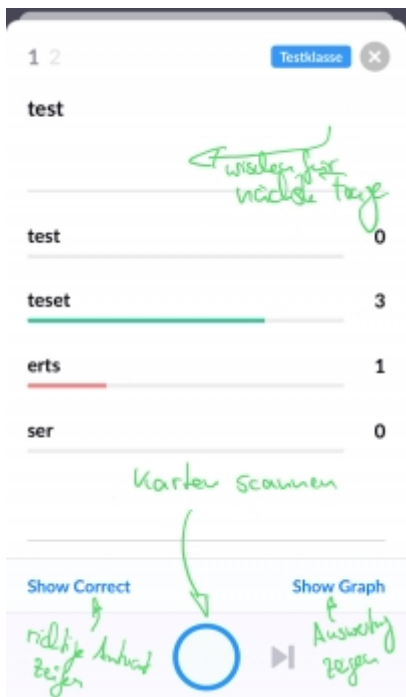 1 2 Testklasse
test
wischen für
nächste Frage
test 0
teset 3
erts 1
ser 0
Karten scannen
Show Correct Show Graph
richtige Antwort
zeigen
Auswertung
zeigen